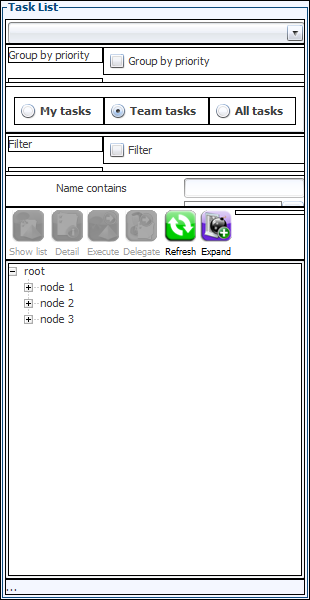 Task List
Group by priority Group by priority
My tasks Team tasks All tasks
Filter Filter
Name contains
Show list Detail Execute Delegate Refresh Expand
root
node 1
node 2
node 3
...